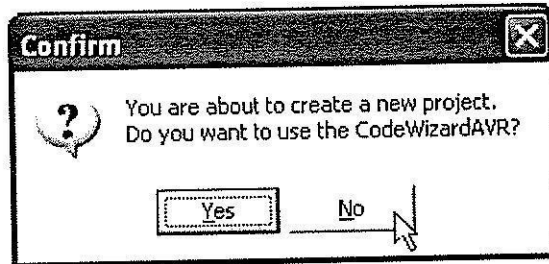 Confirm
You are about to create a new project.
Do you want to use the CodeWizardAVR?
Yes
No